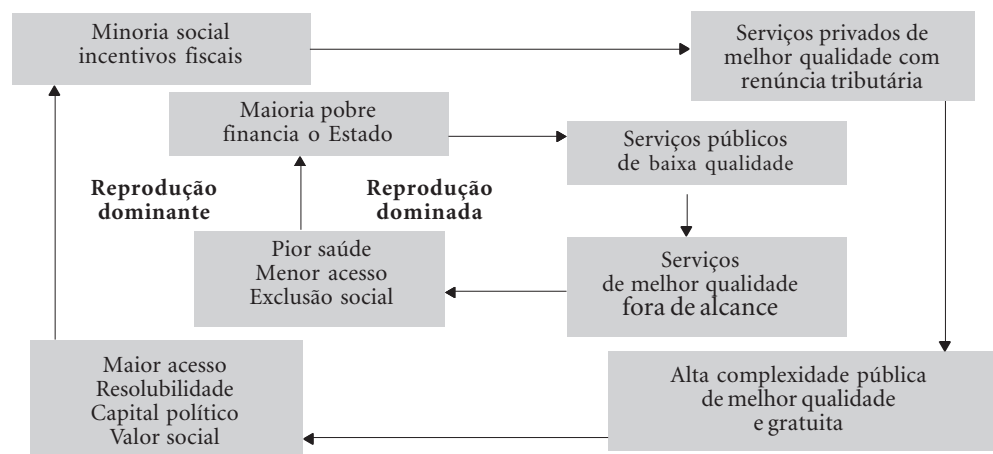 Minoria social
incentivos fiscais
Serviços privados de
melhor qualidade com
renúncia tributária
Maioria pobre
financia o Estado
Serviços públicos
de baixa qualidade
Reprodução
dominante
Reprodução
dominada
Pior saúde
Menor acesso
Exclusão social
Serviços
de melhor qualidade
fora de alcance
Maior acesso
Resolubilidade
Capital político
Valor social
Alta complexidade pública
de melhor qualidade
e gratuita